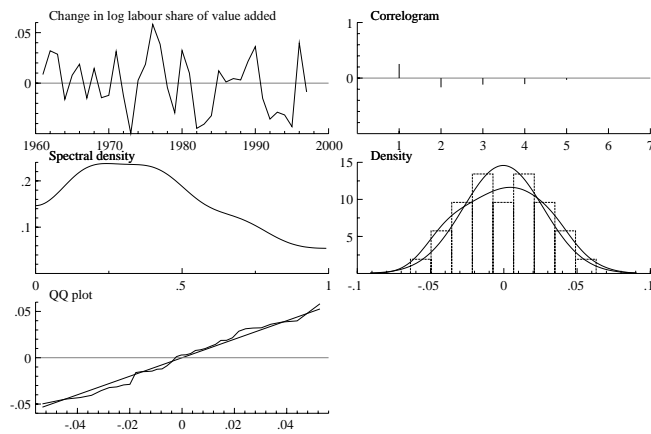 Change in log labour share of value added
.05
0
1960 1970 1980 1990 2000
Correlogram
1
0
1 2 3 4 5 6 7
Spectral density
.2
.1
0 .5 1
Density
15
10
5
-.1 -.05 0 .05 .1
QQ plot
.05
0
-.05
-.04 -.02 0 .02 .04